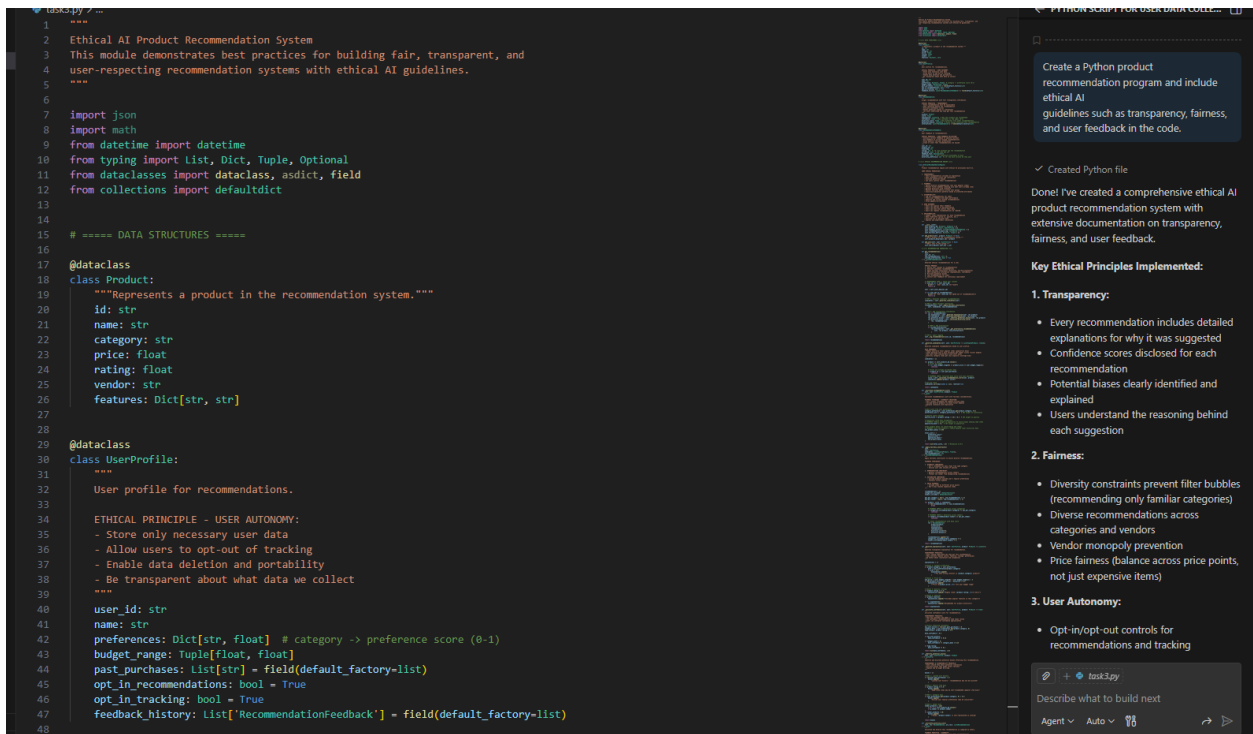 task3.py > ...
1 """
2 Ethical AI Product Recommendation System
3 This module demonstrates best practices for building fair, transparent, and
4 user-respecting recommendation systems with ethical AI guidelines.
5 """
6
7 import json
8 import math
9 from datetime import datetime
10 from typing import List, Dict, Tuple, Optional
11 from dataclasses import dataclass, asdict, field
12 from collections import defaultdict
13
14
15 # ===== DATA STRUCTURES =====
16
17 @dataclass
18 class Product:
19 """Represents a product in the recommendation system."""
20 id: str
21 name: str
22 category: str
23 price: float
24 rating: float
25 vendor: str
26 features: Dict[str, str]
27
28
29 @dataclass
30 class UserProfile:
31 """
32 User profile for recommendations.
33
34 ETHICAL PRINCIPLE - USER AUTONOMY:
35 - Store only necessary user data
36 - Allow users to opt-out of tracking
37 - Enable data deletion and portability
38 - Be transparent about what data we collect
39 """
40 user_id: str
41 name: str
42 preferences: Dict[str, float] # category -> preference score (0-1)
43 budget_range: Tuple[float, float]
44 past_purchases: List[str] = field(default_factory=list)
45 opt_in_recommendations: bool = True
46 opt_in_tracking: bool = True
47 feedback_history: List['RecommendationFeedback'] = field(default_factory=list)
48
PYTHON SCRIPT FOR USER DATA COLLE...
Create a Python product
recommendation program and include
ethical AI
guidelines such as transparency, fairness,
and user feedback in the code.
Created Python file
Done! I've created a comprehensive ethical AI
product recommendation system with
extensive documentation on transparency,
fairness, and user feedback.
Key Ethical Principles Implemented:
1. Transparency:
• Every recommendation includes detailed
explanations for why it was suggested
• Confidence scores disclosed for each
recommendation
• Potential biases clearly identified and
explained
• Users understand the reasoning behind
each suggestion
2. Fairness:
• Diversity constraints prevent filter bubbles
(recommending only familiar categories)
• Diverse recommendations across
categories and vendors
• Vendor monopoly prevention
• Price fairness (balance across price points,
not just expensive items)
3. User Autonomy:
• Opt-in/opt-out controls for
recommendations and tracking
+ task3.py
Describe what to build next
Agent Auto